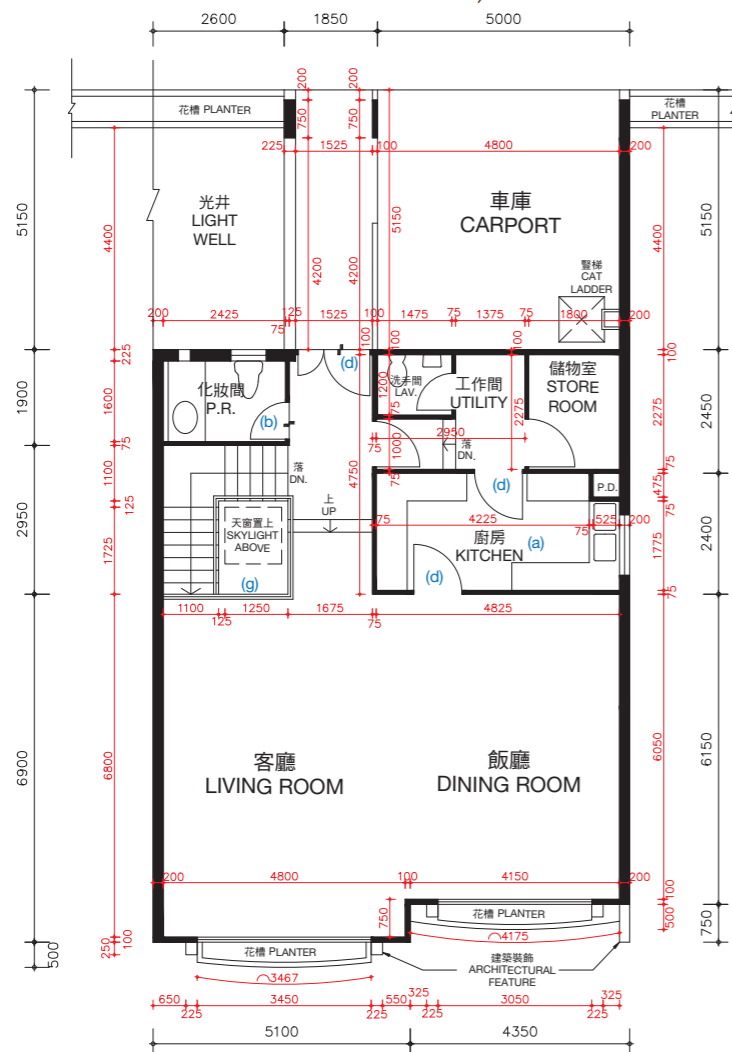 2600
1850
5000
200
200
750
750
花槽 PLANTER
花槽
PLANTER
225
1525
100
4800
200
光井
LIGHT
WELL
車庫
CARPORT
5150
4400
4200
4200
5150
4400
5150
豎梯
CAT
LADDER
200
2425
125
1525
100
1475
75
1375
75
1800
200
75
225
100
100
100
100
(d)
化妝間
P.R.
(b)
洗手間
LAV.
工作間
UTILITY
儲物室
STORE
ROOM
1900
1600
1200
2275
2275
2450
75
75
2950
75
1000
落
DN.
落
DN.
1100
4750
75
75
(d)
475
P.D.
125
上
UP
2950
天窗置上
SKYLIGHT
ABOVE
75
4225
525
200
75
廚房
KITCHEN
(a)
1725
1775
2400
(g)
(d)
75
1100
1250
1675
4825
125
75
客廳
LIVING ROOM
飯廳
DINING ROOM
6900
6800
6050
6150
200
4800
100
4150
200
100
750
花槽 PLANTER
500
750
4175
250
100
500
花槽 PLANTER
建築裝飾
ARCHITECTURAL
FEATURE
3467
650
3450
550
325
3050
325
225
225
225
225
5100
4350